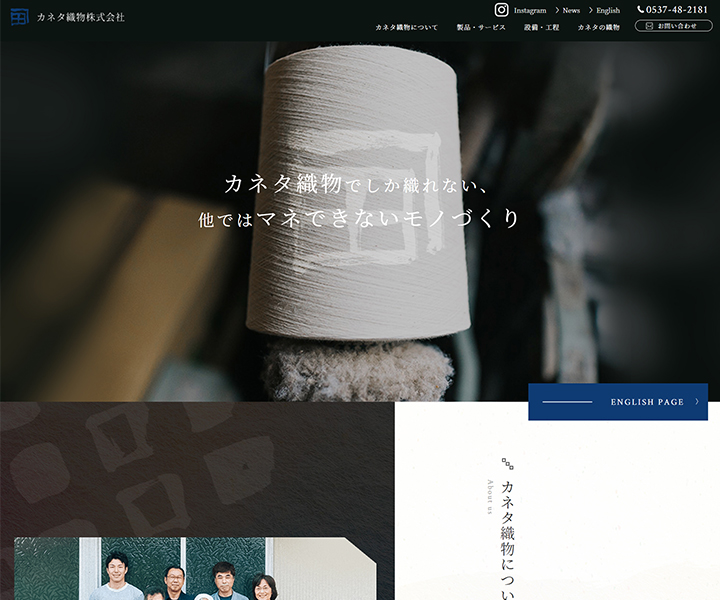 カネタ織物株式会社
Instagram
News
English
0537-48-2181
カネタ織物について
製品・サービス
設備・工程
カネタの織物
お問い合わせ
カネタ織物でしか織れない、
他ではマネできないモノづくり
ENGLISH PAGE
カネタ織物につい
About us